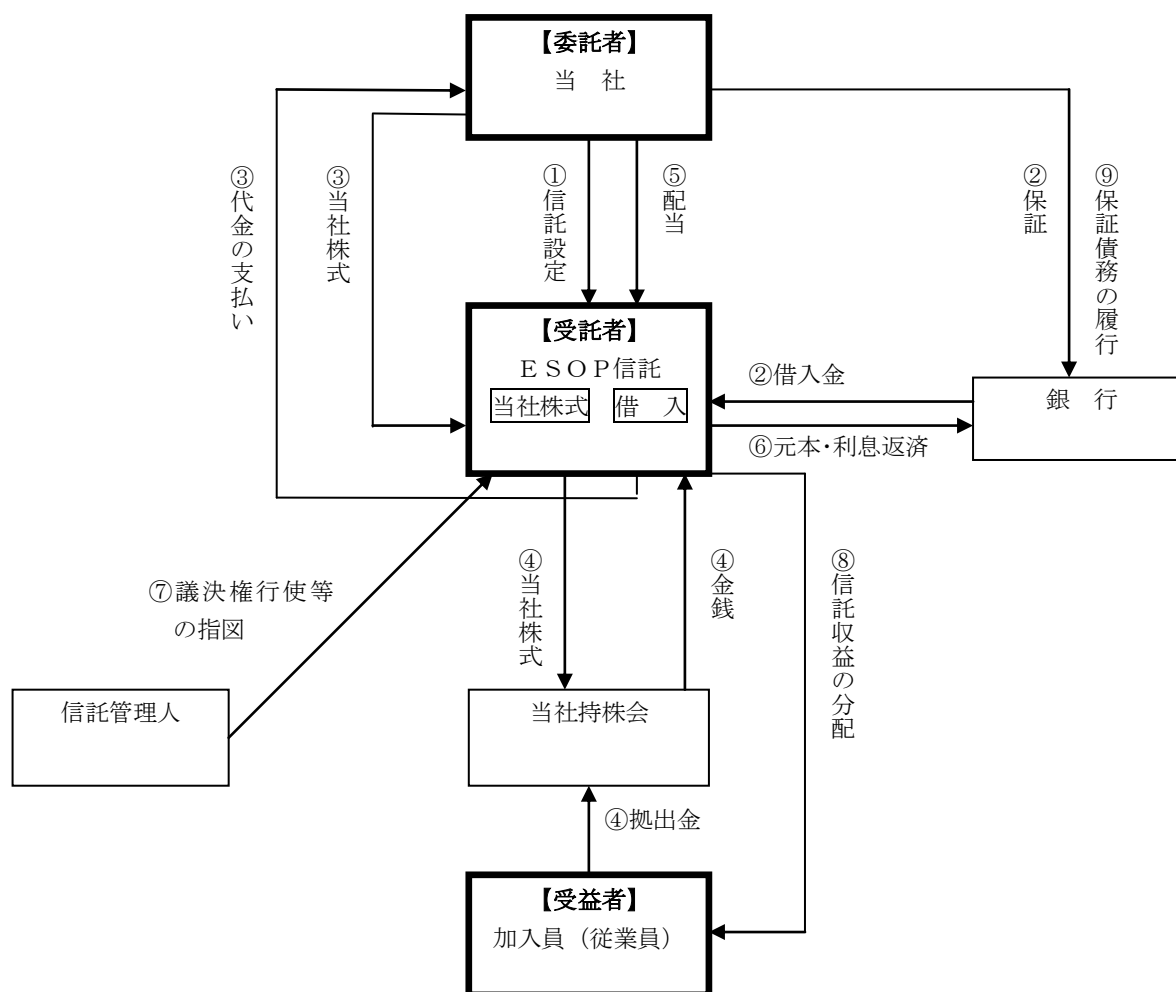 【委託者】
当 社
③代金の支払い
③当社株式
①信託設定
⑤配当
②保証
⑨保証債務の履行
【受託者】
ESOP信託
当社株式 借 入
②借入金
銀 行
⑥元本・利息返済
⑦議決権行使等
の指図
④当社株式
④金銭
⑧信託収益の分配
信託管理人
当社持株会
④拠出金
【受益者】
加入員（従業員）